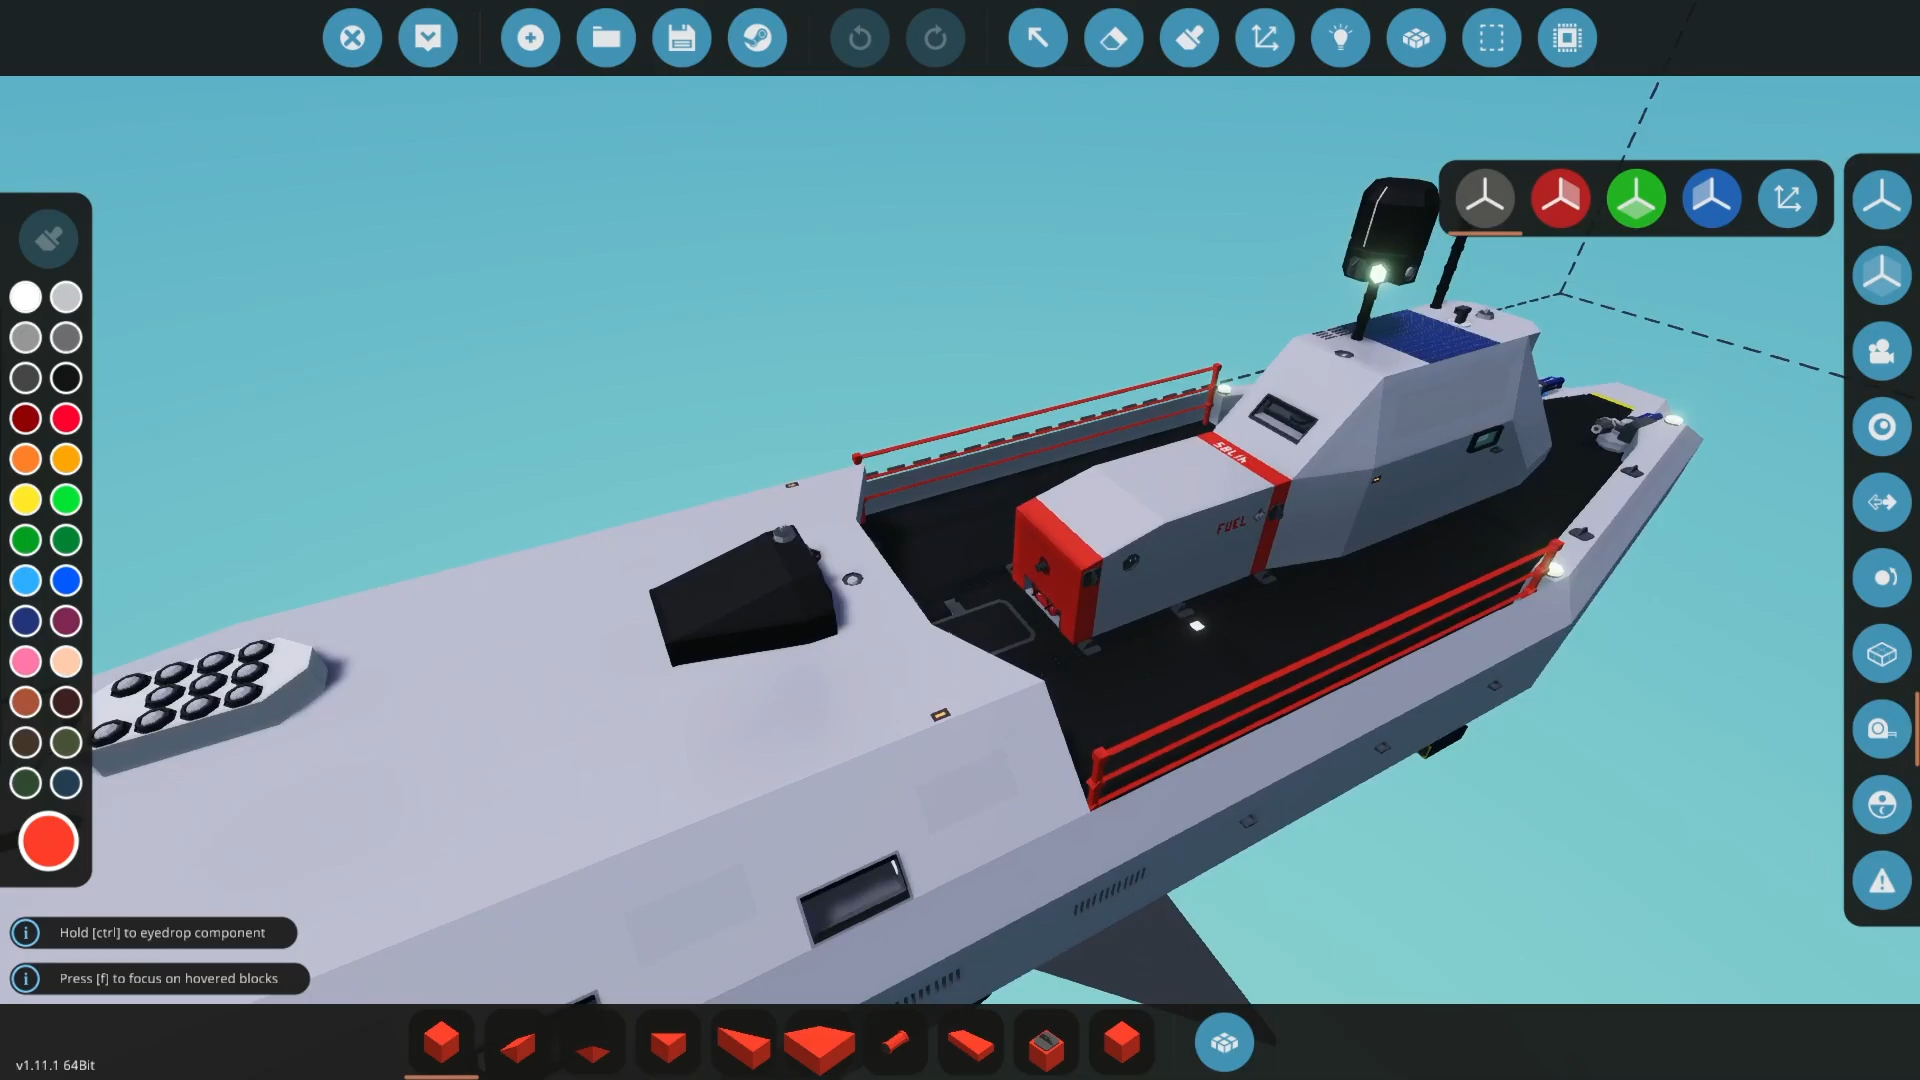 FUEL
Hold [ctrl] to eyedrop component
Press [f] to focus on hovered blocks
v1.11.1 64Bit